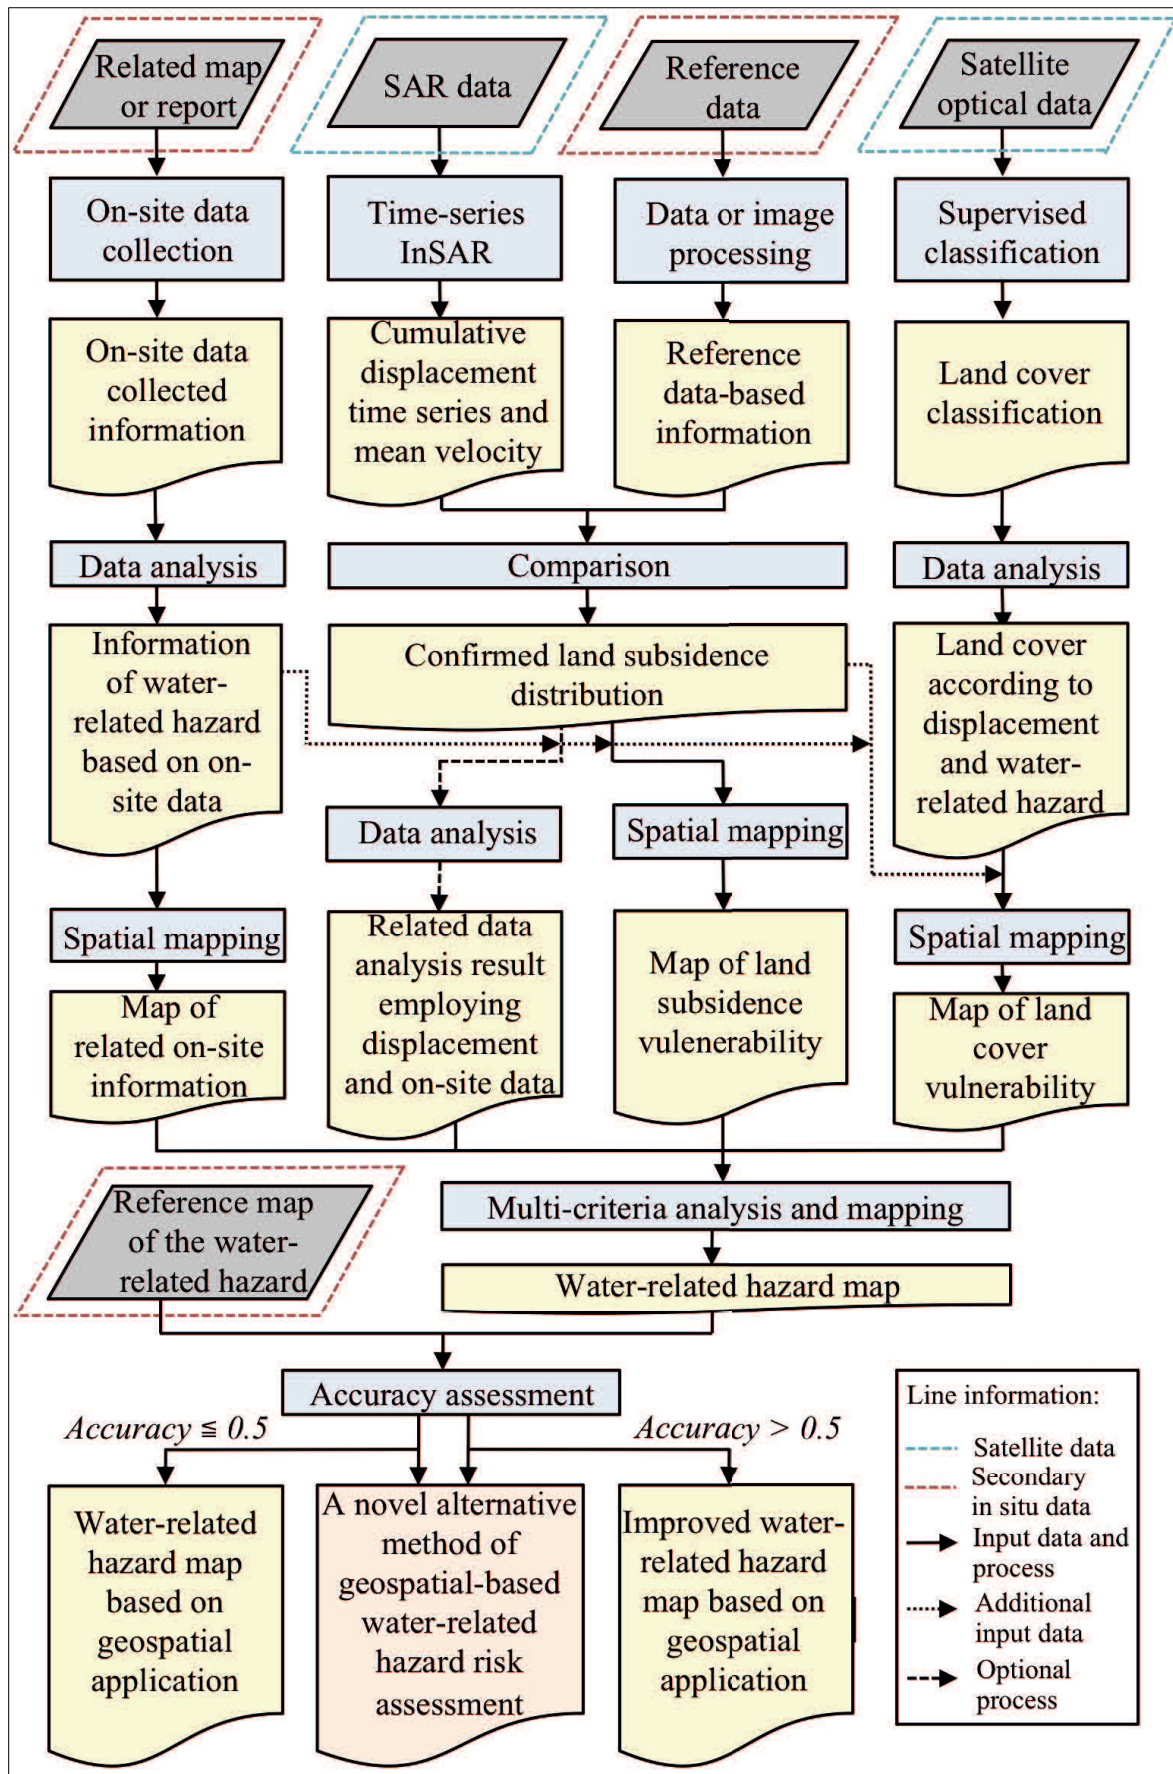 Related map
or report
SAR data
Reference
data
Satellite
optical data
On-site data
collection
Time-series
InSAR
Data or image
processing
Supervised
classification
On-site data
collected
information
Cumulative
displacement
time series and
mean velocity
Reference
data-based
information
Land cover
classification
Data analysis
Comparison
Data analysis
Information
of water-
related hazard
based on on-
site data
Confirmed land subsidence
distribution
Land cover
according to
displacement
and water-
related hazard
Data analysis
Spatial mapping
Spatial mapping
Related data
analysis result
employing
displacement
and on-site data
Map of land
subsidence
vulenerability
Spatial mapping
Map of
related on-site
information
Map of land
cover
vulnerability
Reference map
of the water-
related hazard
Multi-criteria analysis and mapping
Water-related hazard map
Accuracy assessment
Accuracy ≦ 0.5
Accuracy > 0.5
Water-related
hazard map
based on
geospatial
application
A novel alternative
method of
geospatial-based
water-related
hazard risk
assessment
Improved water-
related hazard
map based on
geospatial
application
Line information:
Satellite data
Secondary
in situ data
Input data and
process
Additional
input data
Optional
process